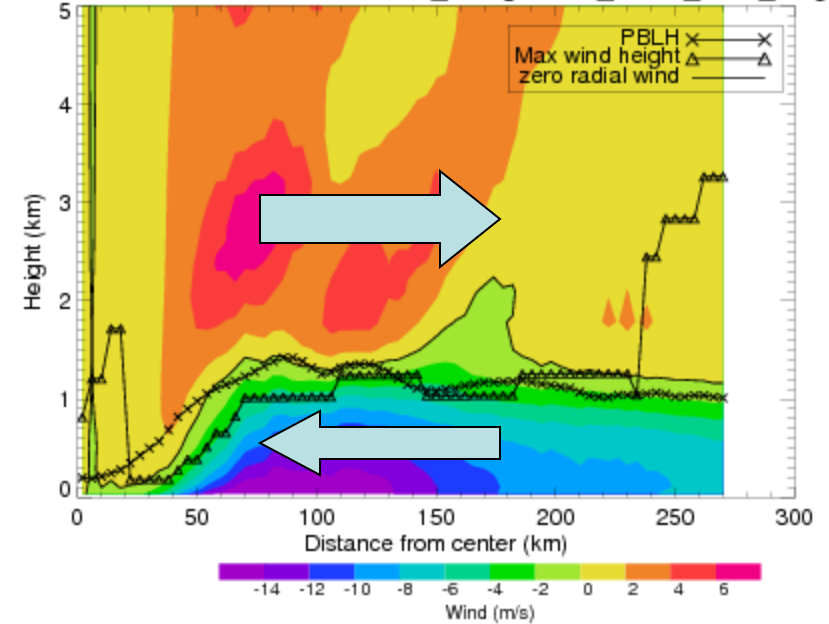 5
PBLH
Max wind height
zero radial wind
4
3
2
1
0
Height (km)
0 50 100 150 200 250 300
Distance from center (km)
-14 -12 -10 -8 -6 -4 -2 0 2 4 6
Wind (m/s)